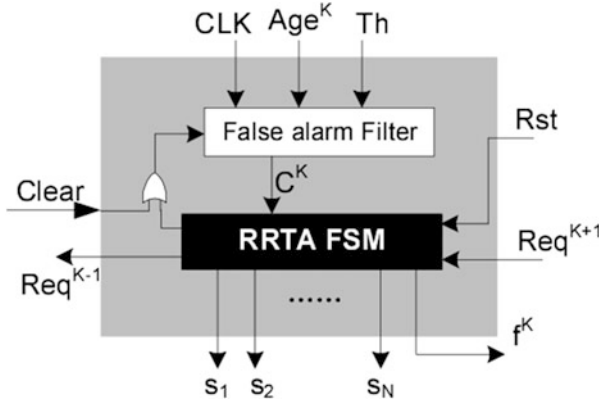 CLK Age^K Th
False alarm Filter
Rst
C^K
Clear
RRTA FSM
Req^K+1
Req^K-1
......
f^K
s1 s2 sN